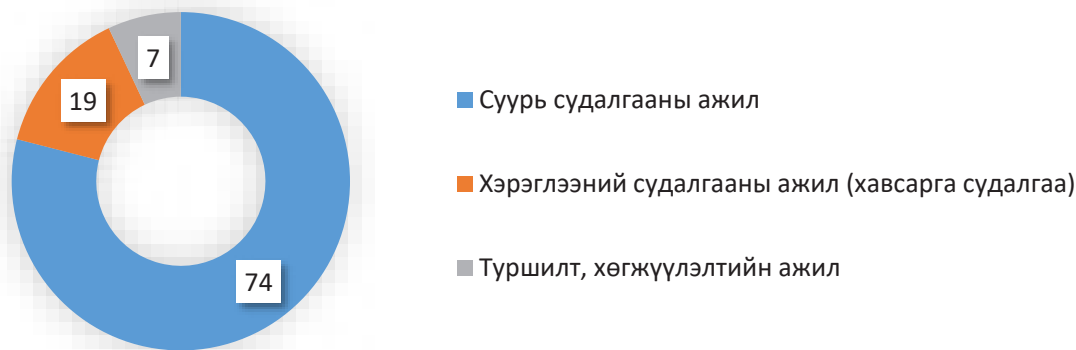 7
19
74
Суурь судалгааны ажил
Хэрэглээний судалгааны ажил (хавсарга судалгаа)
Туршилт, хөгжүүлэлтийн ажил